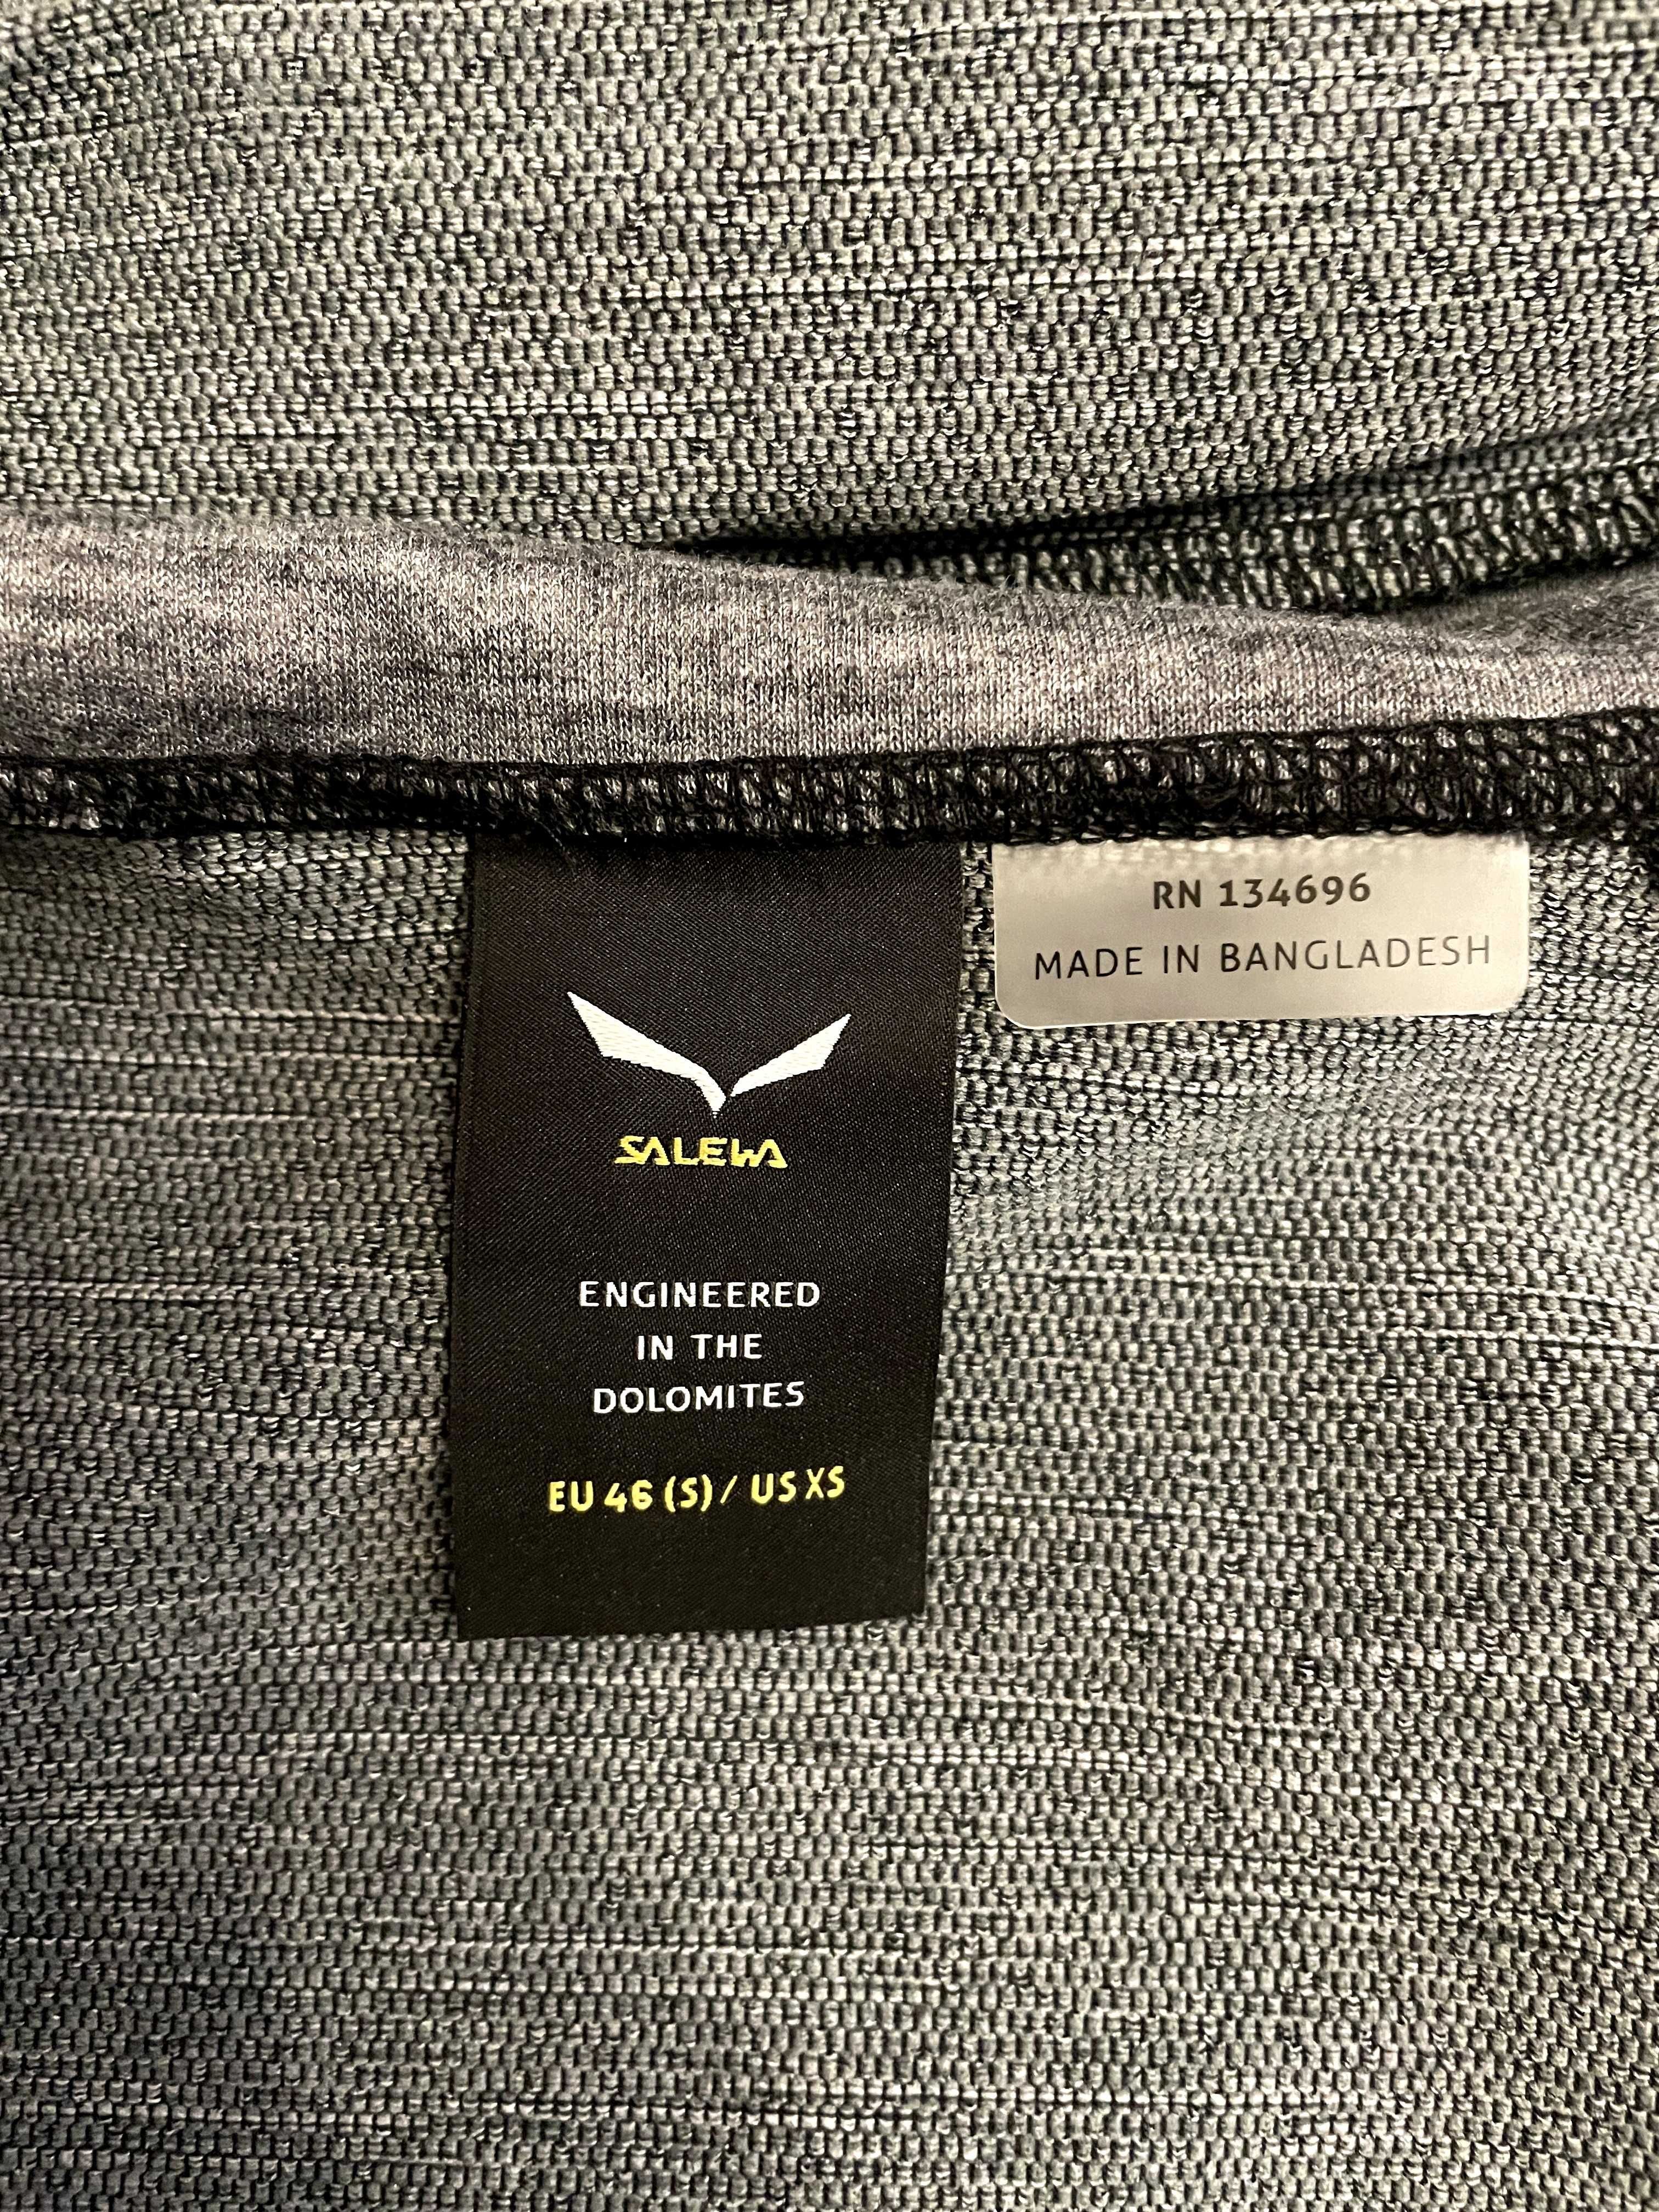 RN 134696
MADE IN BANGLADESH
SALEWA
ENGINEERED
IN THE
DOLOMITES
EU 46 (S) / US XS